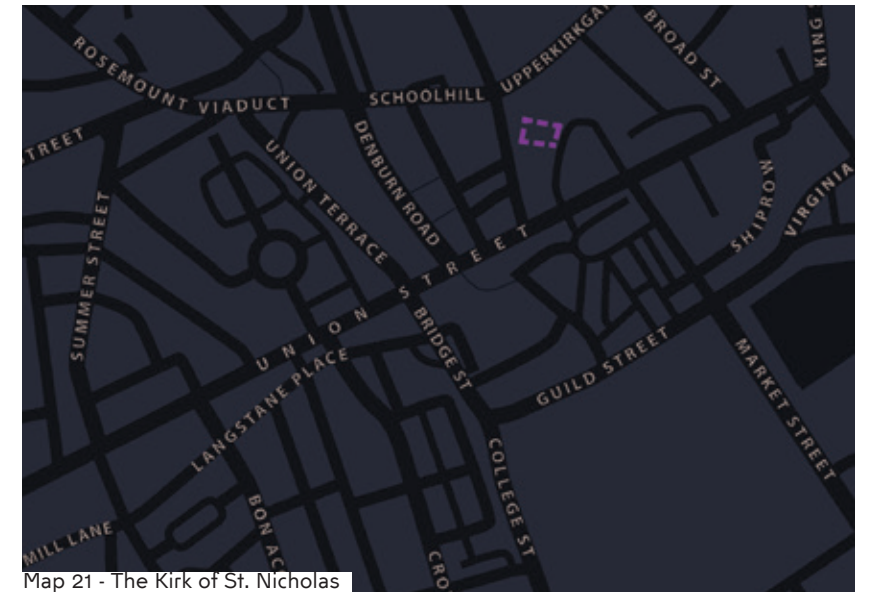 ROSEMOUNT VIADUCT
SCHOOLHILL
UPPERKIRKGA
BROAD ST
KING S
STREET
SUMMER STREET
UNION TERRACE
DENBURN ROAD
UNION STREET
SHIPROW
VIRGINIA
LANGSTANE PLACE
BRIDGE ST
GUILD STREET
MARKET STREET
COLLEGE ST
BON AC
CRO
MILL LANE
Map 21 - The Kirk of St. Nicholas